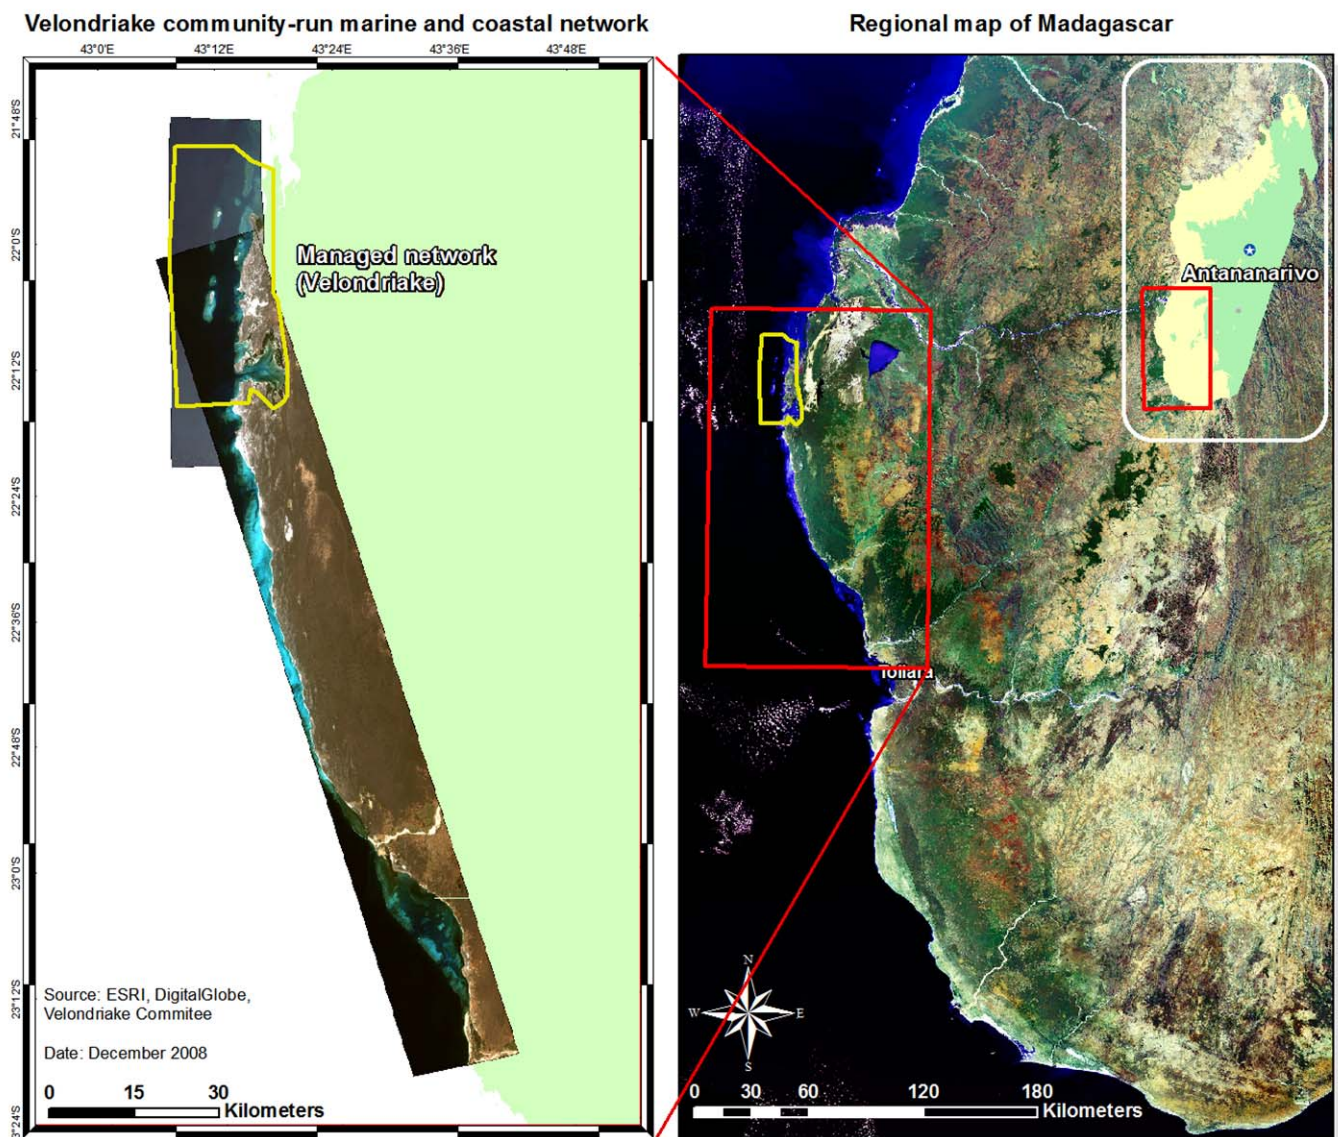 Velondriake community-run marine and coastal network
Regional map of Madagascar
43°0'E 43°12'E 43°24'E 43°36'E 43°48'E
21°48'S
22°0'S
22°12'S
22°24'S
22°36'S
22°48'S
23°0'S
23°12'S
23°24'S
Managed network
(Velondriake)
Source: ESRI, DigitalGlobe,
Velondriake Commitee
Date: December 2008
0 15 30
Kilometers
Antananarivo
Toliara
N
W E
S
0 30 60 120 180
Kilometers